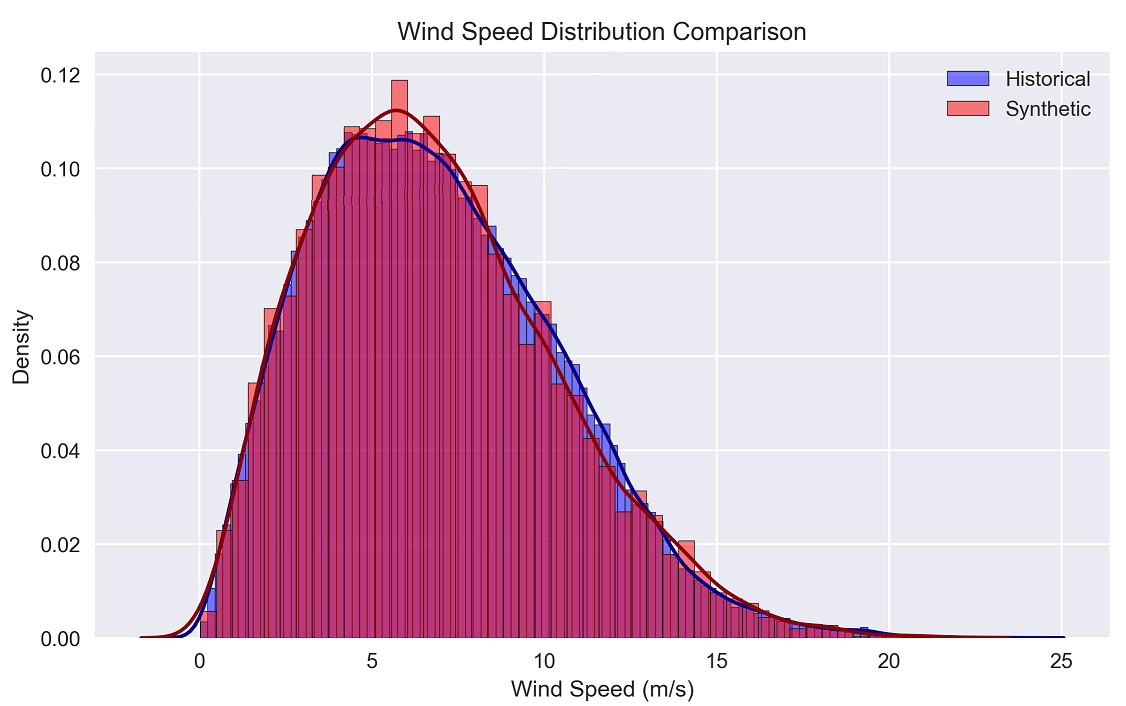 Wind Speed Distribution Comparison
Historical
Synthetic
Density
0.12
0.10
0.08
0.06
0.04
0.02
0.00
0 5 10 15 20 25
Wind Speed (m/s)